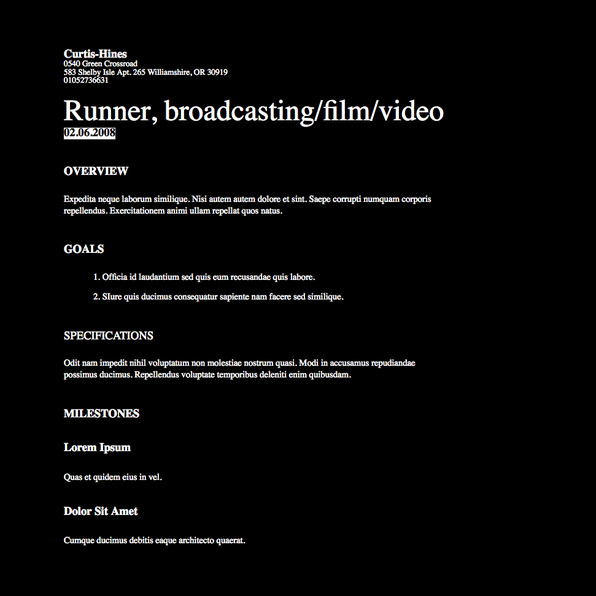 Curtis-Hines
0540 Green Crossroad
583 Shelby Isle Apt. 265 Williamshire, OR 30919
01052736631
Runner, broadcasting/film/video
02.06.2008
OVERVIEW
Expedita neque laborum similique. Nisi autem autem dolore et sint. Saepe corrupti numquam corporis
repellendus. Exercitationem animi ullam repellat quos natus.
GOALS
1. Officia id laudantium sed quis eum recusandae quis labore.
2. SIure quis ducimus consequatur sapiente nam facere sed similique.
SPECIFICATIONS
Odit nam impedit nihil voluptatum non molestiae nostrum quasi. Modi in accusamus repudiandae
possimus ducimus. Repellendus voluptate temporibus deleniti enim quibusdam.
MILESTONES
Lorem Ipsum
Quas et quidem eius in vel.
Dolor Sit Amet
Cumque ducimus debitis eaque architecto quaerat.